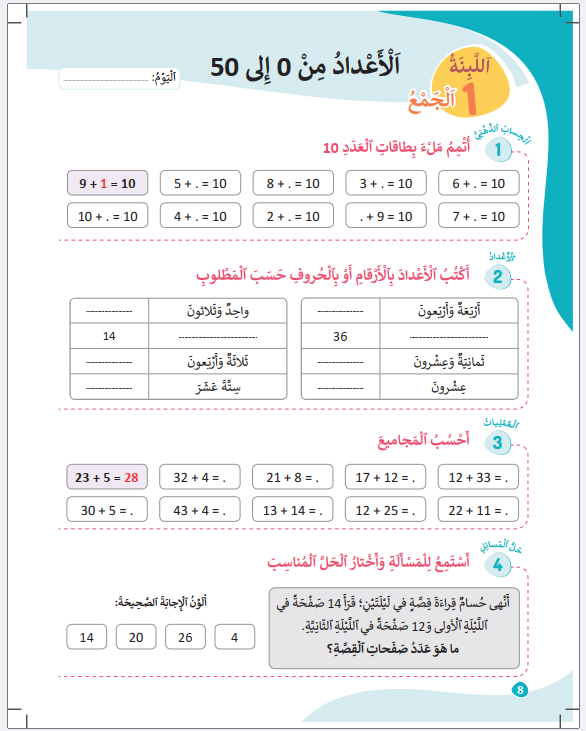 اَللَّبِنَةُ
1 اَلْجَمْعُ
اَلْأَعْدادُ مِنْ 0 إِلى 50
اَلْيَوْمُ:
اَلْحِسابُ الذِّهْنِيُّ
1
أُتَمِّمُ مَلْءَ بِطاقاتِ الْعَدَدِ 10
6 + . = 10
3 + . = 10
8 + . = 10
5 + . = 10
9 + 1 = 10
7 + . = 10
. + 9 = 10
2 + . = 10
4 + . = 10
10 + . = 10
اَلْأَعْدادُ
2
أَكْتُبُ الْأَعْدادَ بِالْأَرْقامِ أَوْ بِالْحُروفِ حَسَبَ الْمَطْلوبِ
أَرْبَعَةٌ وَأَرْبَعونَ
36
ثَمانِيَةٌ وَعِشْرونَ
عِشْرونَ
واحِدٌ وَثَلاثونَ
14
ثَلاثَةٌ وَأَرْبَعونَ
سِتَّةَ عَشَرَ
اَلْعَمَلِيّاتُ
3
أَحْسُبُ الْمَجاميعَ
12 + 33 = .
17 + 12 = .
21 + 8 = .
32 + 4 = .
23 + 5 = 28
22 + 11 = .
12 + 25 = .
13 + 14 = .
43 + 4 = .
30 + 5 = .
حَلُّ الْمَسائِلِ
4
أَسْتَمِعُ لِلْمَسْأَلَةِ وَأَخْتارُ الْحَلَّ الْمُناسِبَ
أَنْهى حُسامٌ قِراءَةَ قِصَّةٍ في لَيْلَتَيْنِ؛ قَرَأَ 14 صَفْحَةً في
اللَّيْلَةِ الْأولى وَ12 صَفْحَةً في اللَّيْلَةِ الثّانِيَةِ.
ما هُوَ عَدَدُ صَفَحاتِ الْقِصَّةِ؟
أُلَوِّنُ الْإِجابَةَ الصَّحيحَةَ:
4
26
20
14
8